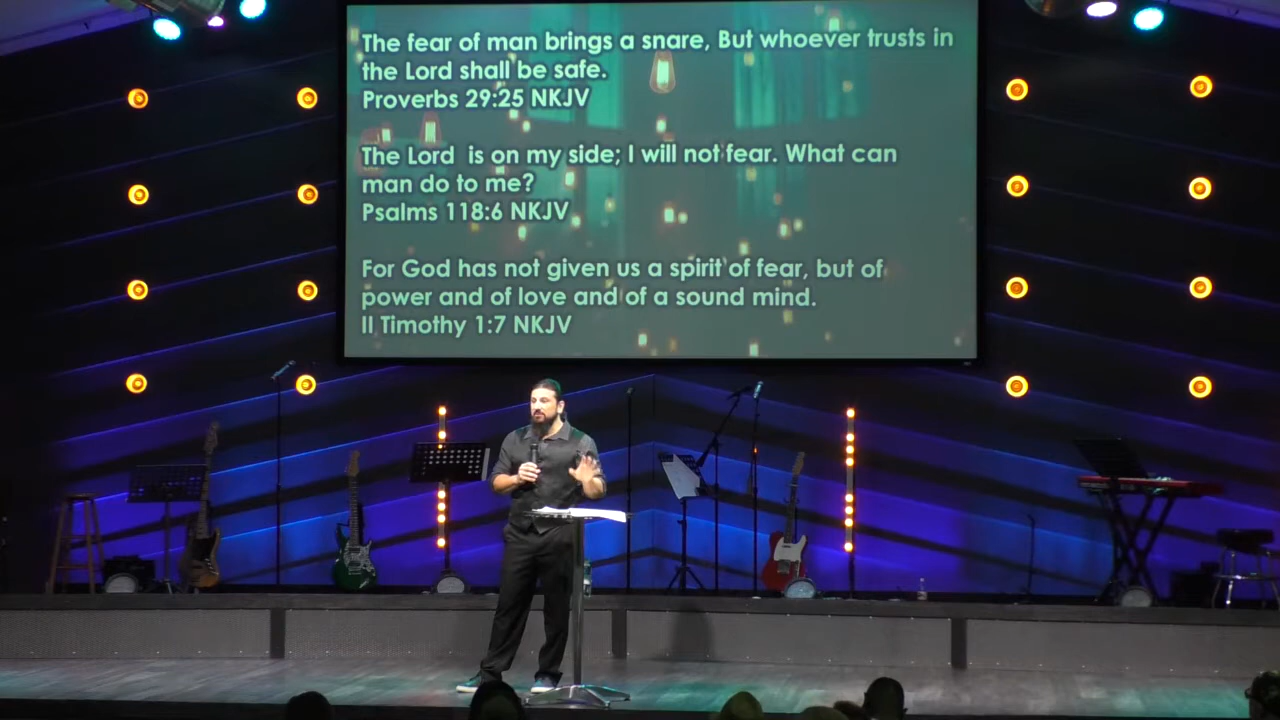 The fear of man brings a snare, But whoever trusts in
the Lord shall be safe.
Proverbs 29:25 NKJV
The Lord is on my side; I will not fear. What can
man do to me?
Psalms 118:6 NKJV
For God has not given us a spirit of fear, but of
power and of love and of a sound mind.
II Timothy 1:7 NKJV